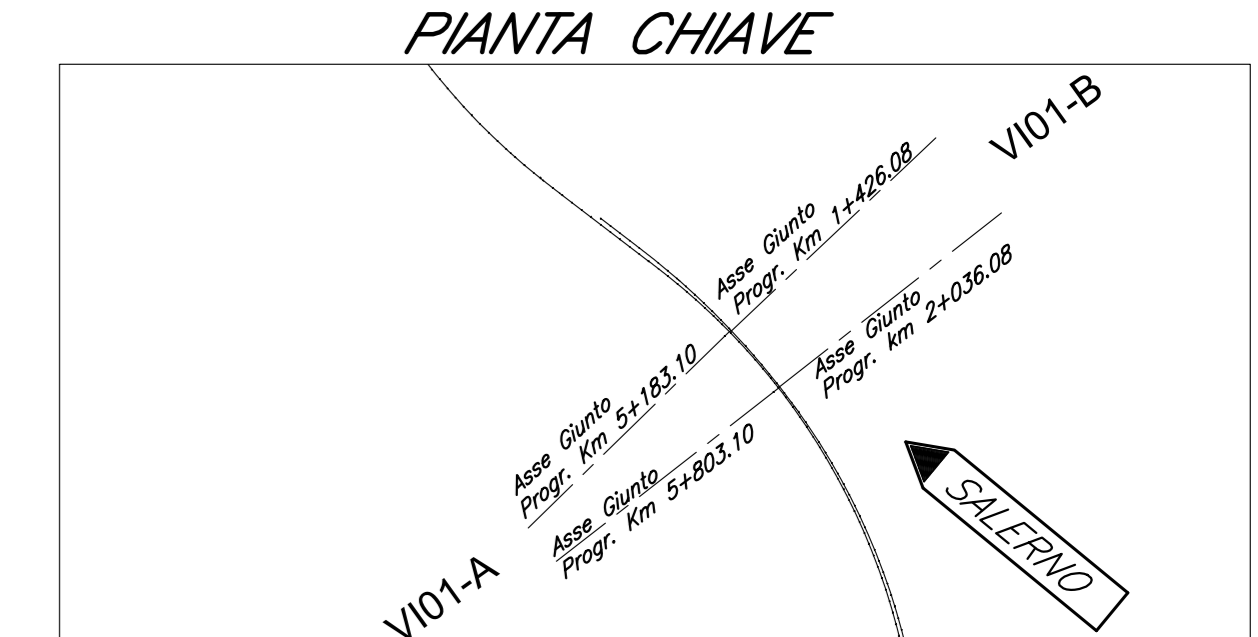 PIANTA CHIAVE
VI01-B
Asse Giunto
Progr. Km 1+426.08
Asse Giunto
Progr. km 2+036.08
Asse Giunto
Progr. Km 5+183.10
Asse Giunto
Progr. Km 5+803.10
SALERNO
VI01-A